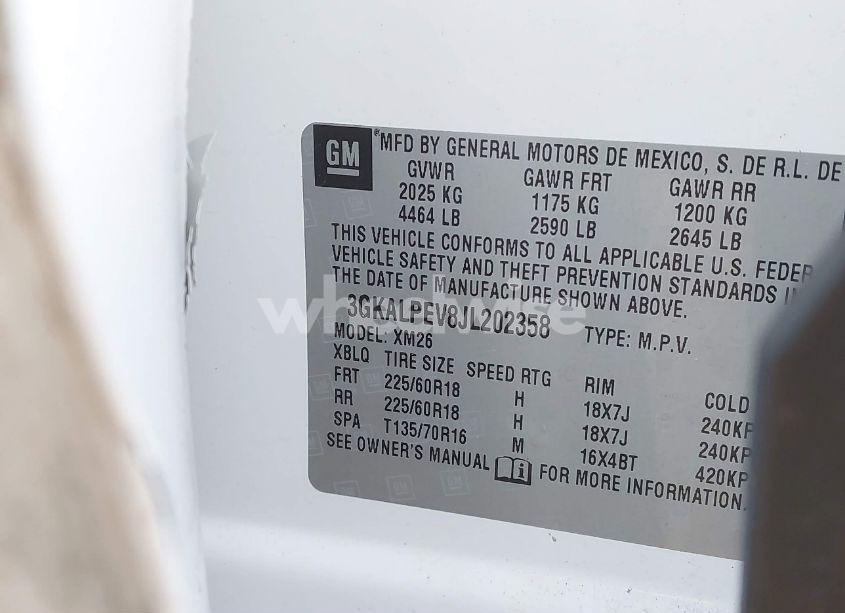 GM
®MFD BY GENERAL MOTORS DE MEXICO, S. DE R.L. DE
GVWR GAWR FRT GAWR RR
2025 KG 1175 KG 1200 KG
4464 LB 2590 LB 2645 LB
THIS VEHICLE CONFORMS TO ALL APPLICABLE U.S. FEDER
VEHICLE SAFETY AND THEFT PREVENTION STANDARDS IN
THE DATE OF MANUFACTURE SHOWN ABOVE.
3GKALPEV8JL202358 TYPE: M.P.V.
wheelwise
MODEL: XM26
XBLQ TIRE SIZE SPEED RTG RIM COLD
FRT 225/60R18 H 18X7J 240KP
RR 225/60R18 H 18X7J 240KP
SPA T135/70R16 M 16X4BT 420KP
SEE OWNER'S MANUAL FOR MORE INFORMATION.